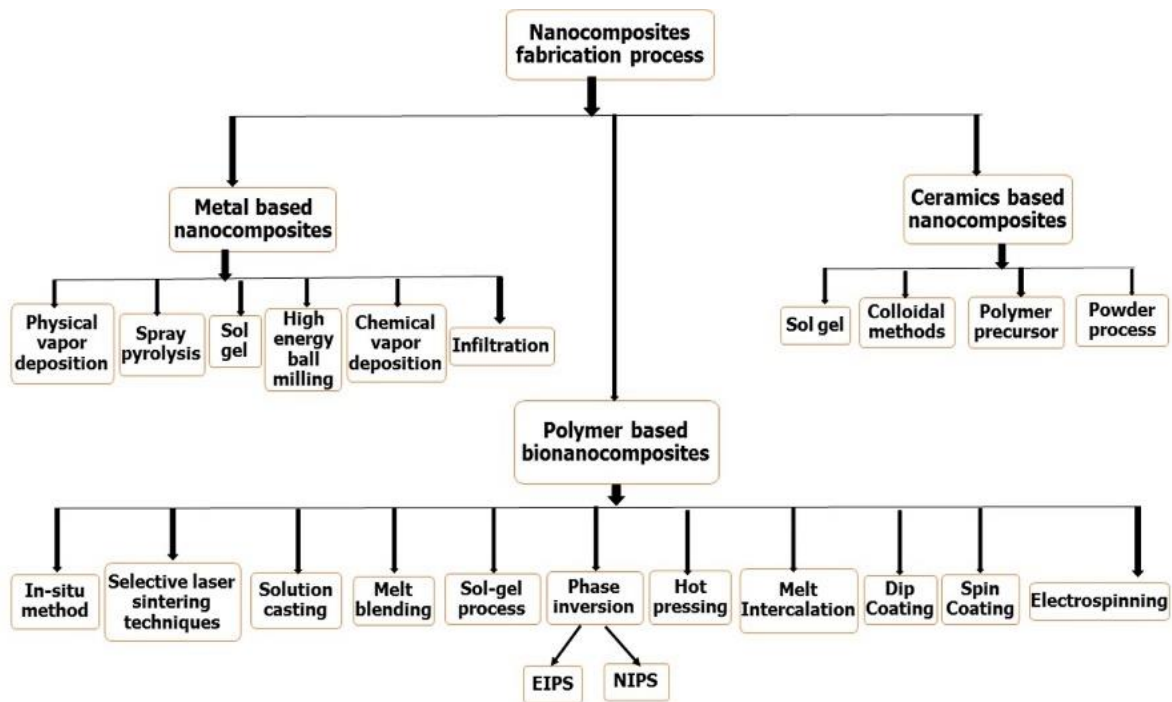 Nanocomposites
fabrication process
Metal based
nanocomposites
Ceramics based
nanocomposites
Physical
vapor
deposition
Spray
pyrolysis
Sol
gel
High
energy
ball
milling
Chemical
vapor
deposition
Infiltration
Sol gel
Colloidal
methods
Polymer
precursor
Powder
process
Polymer based
bionanocomposites
In-situ
method
Selective laser
sintering
techniques
Solution
casting
Melt
blending
Sol-gel
process
Phase
inversion
Hot
pressing
Melt
Intercalation
Dip
Coating
Spin
Coating
Electrospinning
EIPS
NIPS